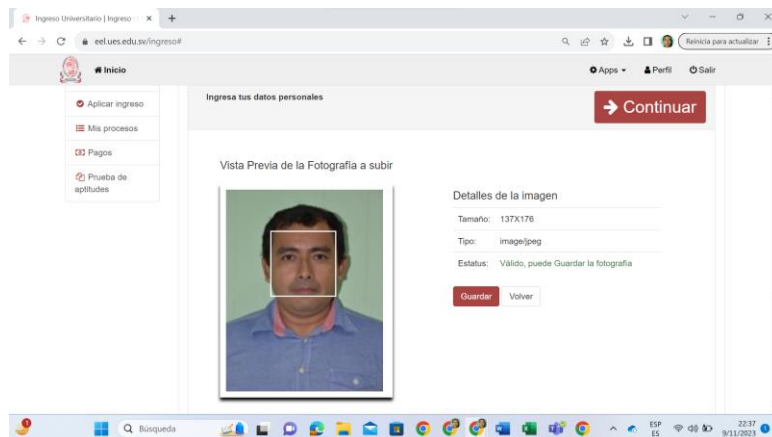 Ingreso Universitario | Ingreso
eel.ues.edu.sv/ingreso#
Reinicia para actualizar
Inicio
Apps
Perfil
Salir
Aplicar ingreso
Mis procesos
Pagos
Prueba de
aptitudes
Ingresa tus datos personales
Continuar
Vista Previa de la Fotografía a subir
Detalles de la imagen
Tamaño: 137X176
Tipo: image/jpeg
Estatus: Válido, puede Guardar la fotografía
Guardar
Volver
Búsqueda
ESP
ES
22:37
9/11/2023